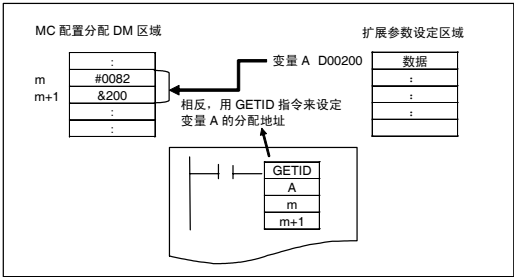 MC 配置分配 DM 区域
扩展参数设定区域
变量 A D00200
:
m #0082
m+1 &200
:
:
数据
:
:
:
相反，用 GETID 指令来设定
变量 A 的分配地址
GETID
A
m
m+1